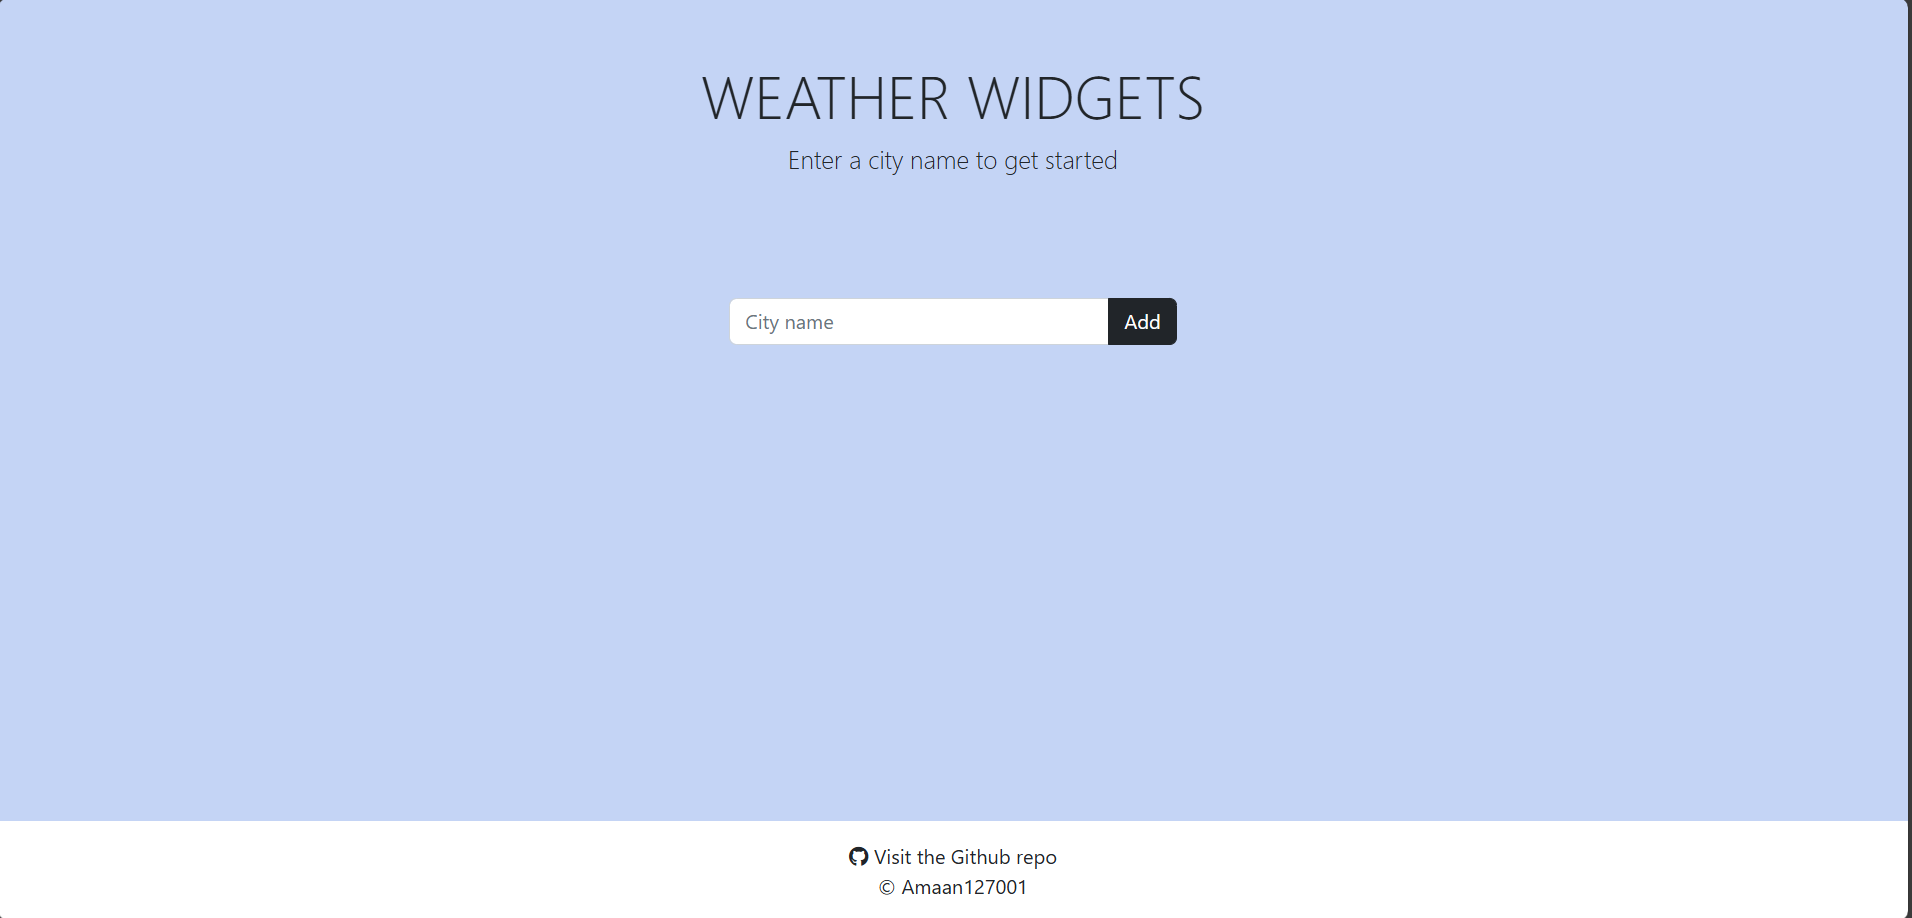 WEATHER WIDGETS
Enter a city name to get started
City name
Add
Visit the Github repo
© Amaan127001